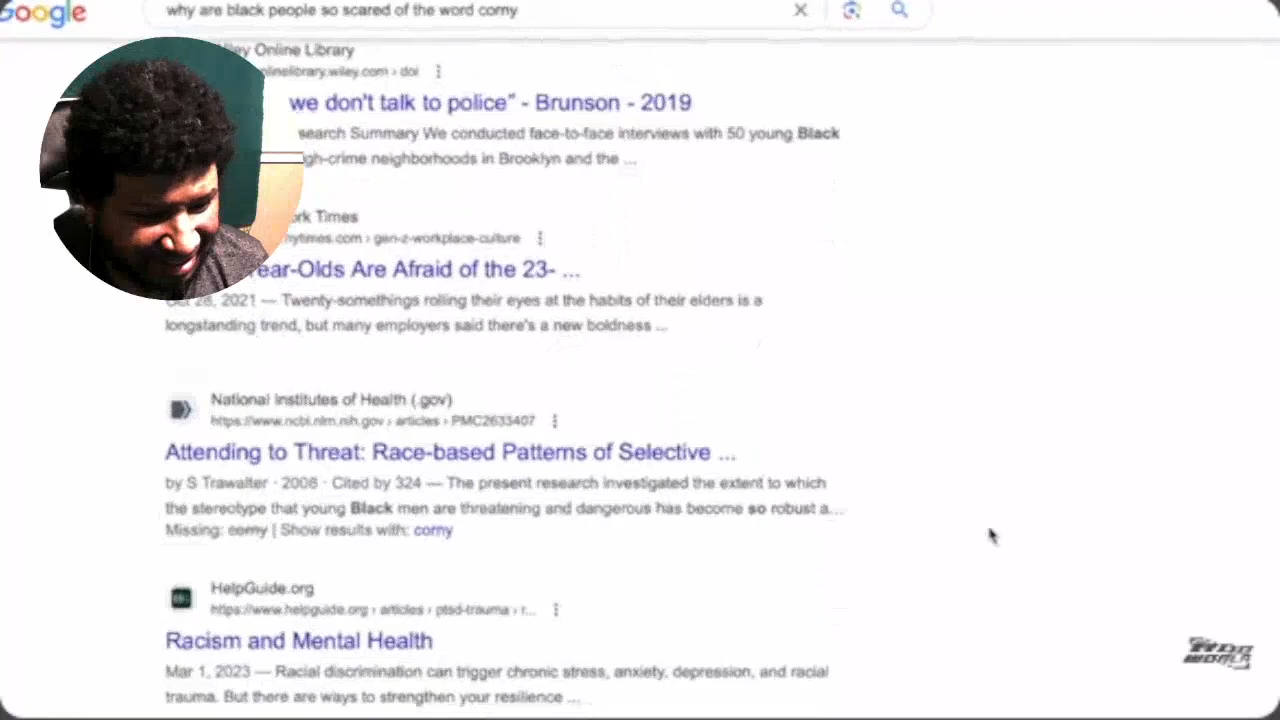 Google
why are black people so scared of the word corny
Online Library
onlinelibrary.wiley.com › doi
we don't talk to police” - Brunson - 2019
search Summary We conducted face-to-face interviews with 50 young Black
gh-crime neighborhoods in Brooklyn and the ...
ork Times
nytimes.com › gen-z-workplace-culture
ear-Olds Are Afraid of the 23- ...
Oct 28, 2021 — Twenty-somethings rolling their eyes at the habits of their elders is a
longstanding trend, but many employers said there's a new boldness ...
National Institutes of Health (.gov)
https://www.ncbi.nlm.nih.gov › articles › PMC2633407
Attending to Threat: Race-based Patterns of Selective ...
by S Trawalter · 2008 · Cited by 324 — The present research investigated the extent to which
the stereotype that young Black men are threatening and dangerous has become so robust a...
Missing: corny | Show results with: corny
HelpGuide.org
https://www.helpguide.org › articles › ptsd-trauma › r...
Racism and Mental Health
Mar 1, 2023 — Racial discrimination can trigger chronic stress, anxiety, depression, and racial
trauma. But there are ways to strengthen your resilience ...